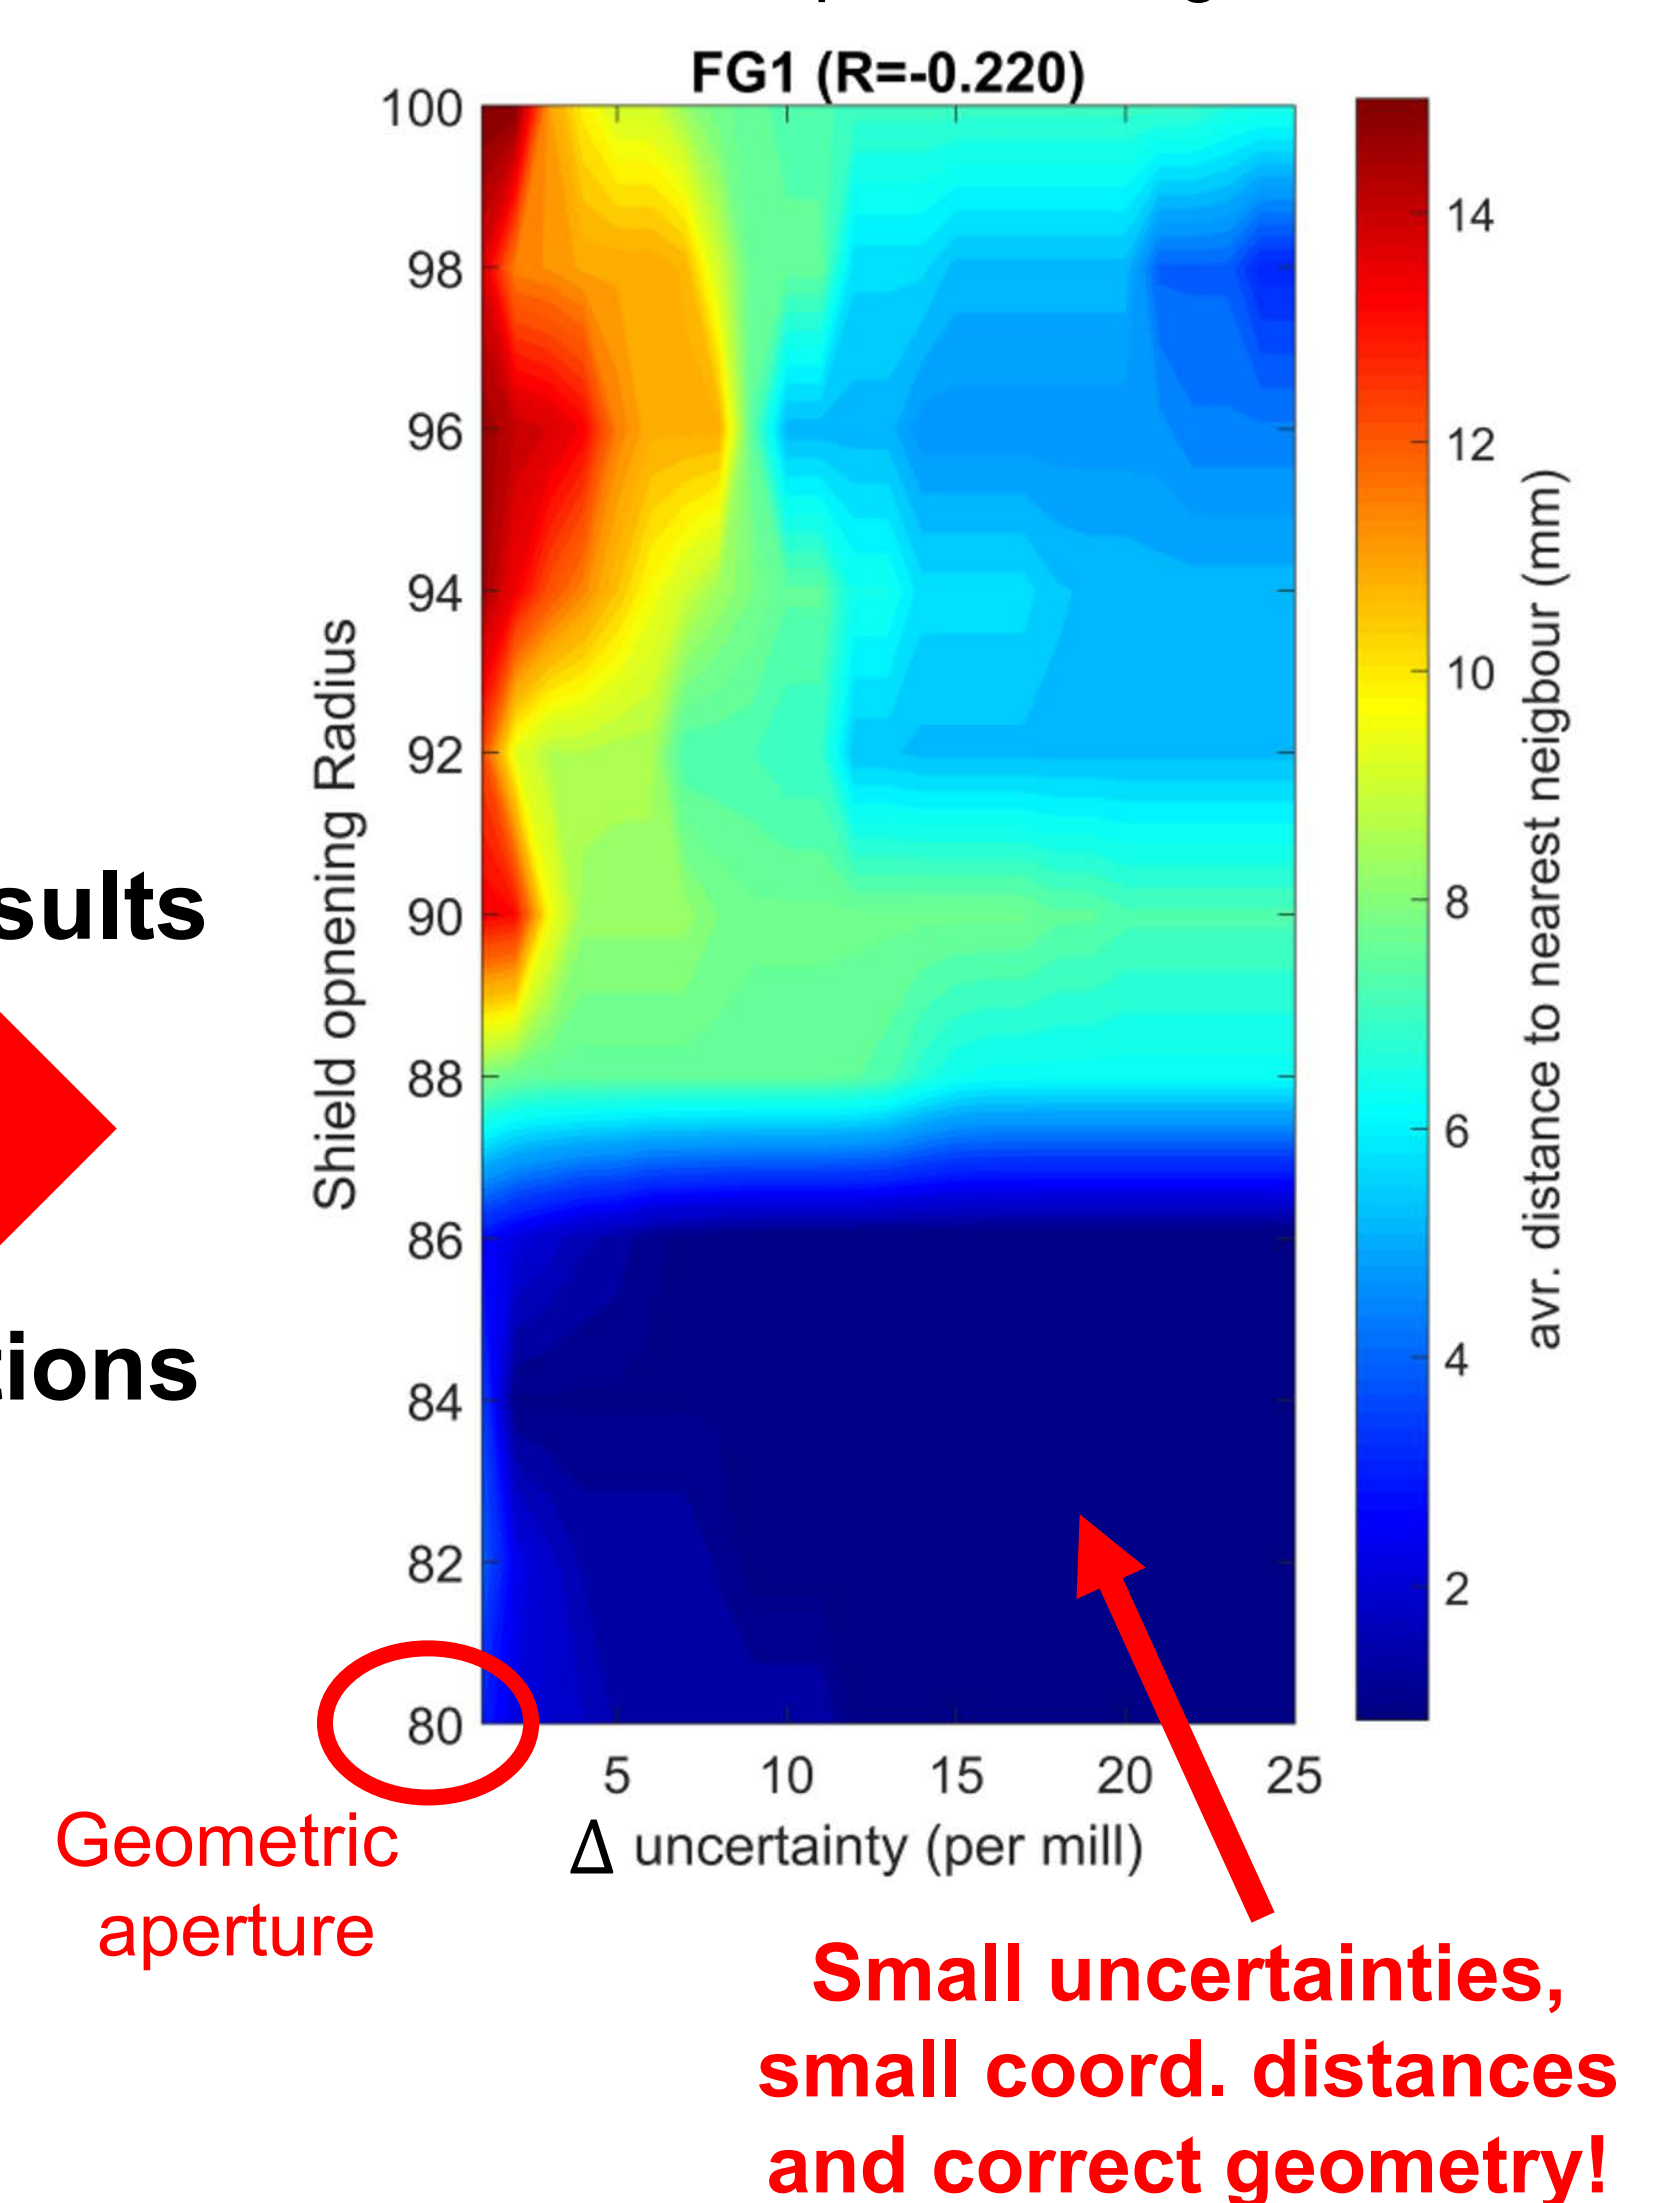 FG1 (R=-0.220)
100
98
96
94
92
90
88
86
84
82
80
Shield opnening Radius
5 10 15 20 25
Δ uncertainty (per mill)
14
12
10
8
6
4
2
avr. distance to nearest neigbour (mm)
sults
tions
Geometric
aperture
Small uncertainties,
small coord. distances
and correct geometry!